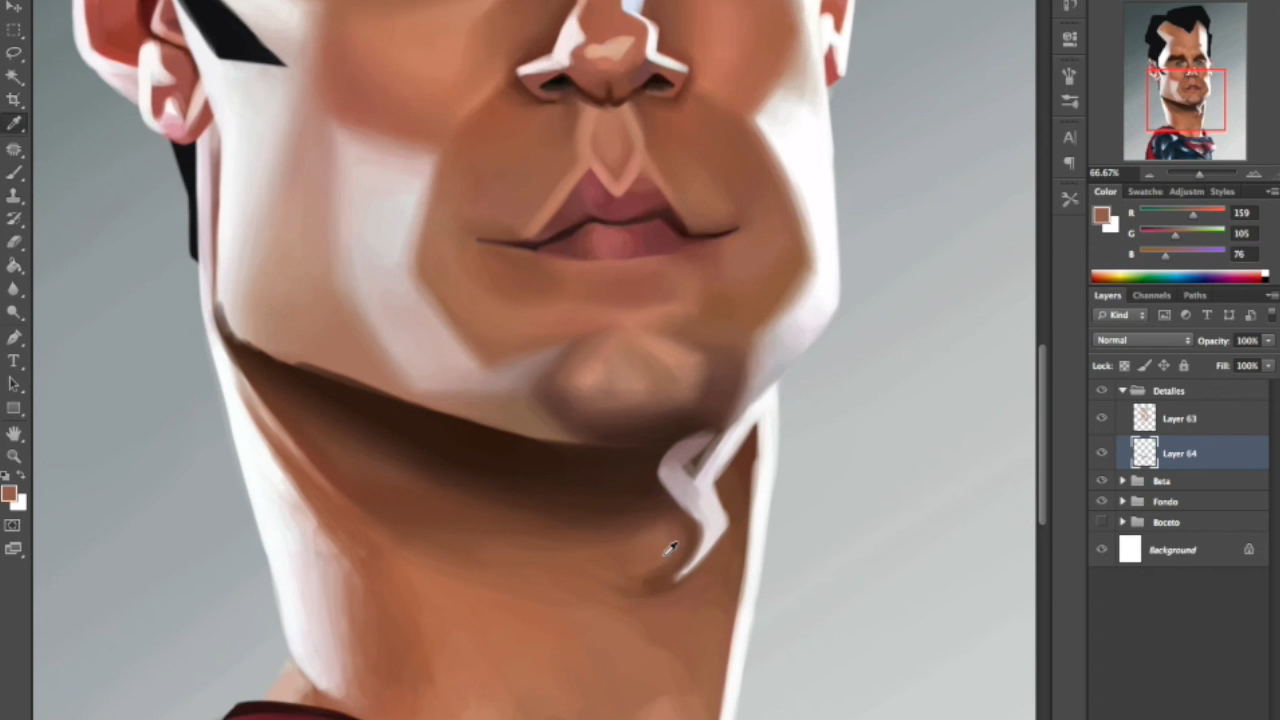 66.67%
Color Swatche Adjustm Styles
R 159
G 105
B 76
Layers Channels Paths
Kind T
Normal Opacity: 100%
Lock: Fill: 100%
Detalles
Layer 63
Layer 64
Beta
Fondo
Boceto
Background
A
T